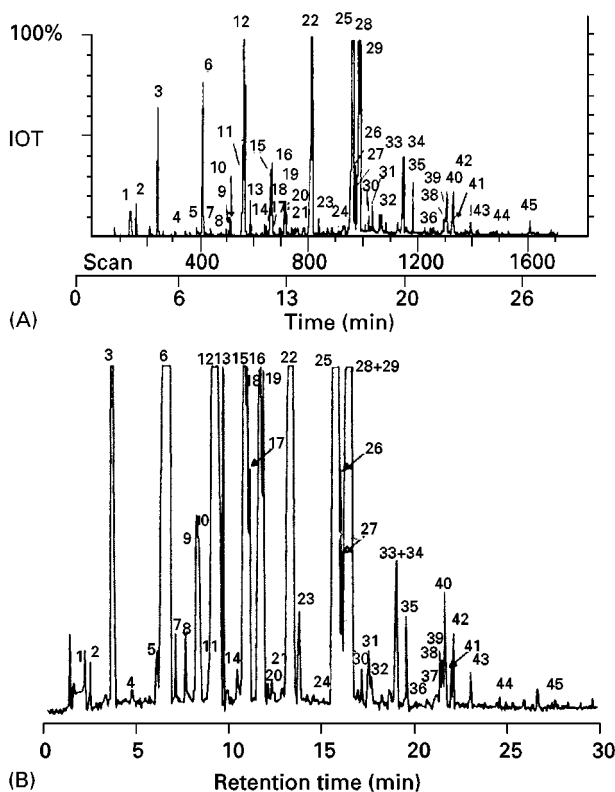 12 22 25 28
100% 29
6
3
11
IOT 15 16 26
10 27 33 34
1 2 9 13 18 19 30 31 35 39 40 42
5 7 8 14 17 20 21 23 24 32 36 38 41 43 44 45
4
Scan 400 800 1200 1600
0 6 13 20 26
(A) Time (min)
3 6 12 13 15 16 22 25 28+29
18 19
17 26
9 10
27
33+34
23 40
7 8 35 42
1 2 5 31 39 41
4 11 14 20 21 24 30 32 38 37 36 43 44 45
0 5 10 15 20 25 30
(B) Retention time (min)